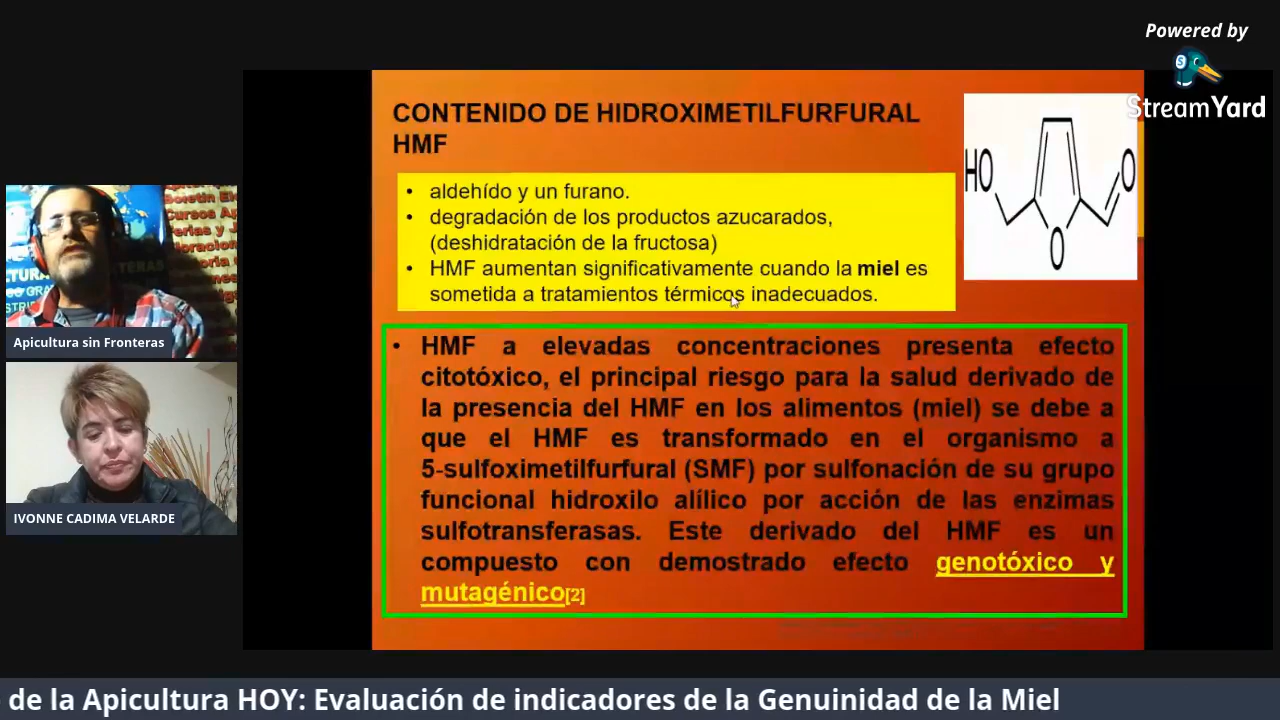 Powered by
StreamYard
CONTENIDO DE HIDROXIMETILFURFURAL
HMF
HO
O
O
• aldehído y un furano.
• degradación de los productos azucarados,
(deshidratación de la fructosa)
• HMF aumentan significativamente cuando la miel es
sometida a tratamientos térmicos inadecuados.
• HMF a elevadas concentraciones presenta efecto
citotóxico, el principal riesgo para la salud derivado de
la presencia del HMF en los alimentos (miel) se debe a
que el HMF es transformado en el organismo a
5-sulfoximetilfurfural (SMF) por sulfonación de su grupo
funcional hidroxilo alílico por acción de las enzimas
sulfotransferasas. Este derivado del HMF es un
compuesto con demostrado efecto genotóxico y
mutagénico[2]
Apicultura sin Fronteras
IVONNE CADIMA VELARDE
de la Apicultura HOY: Evaluación de indicadores de la Genuinidad de la Miel